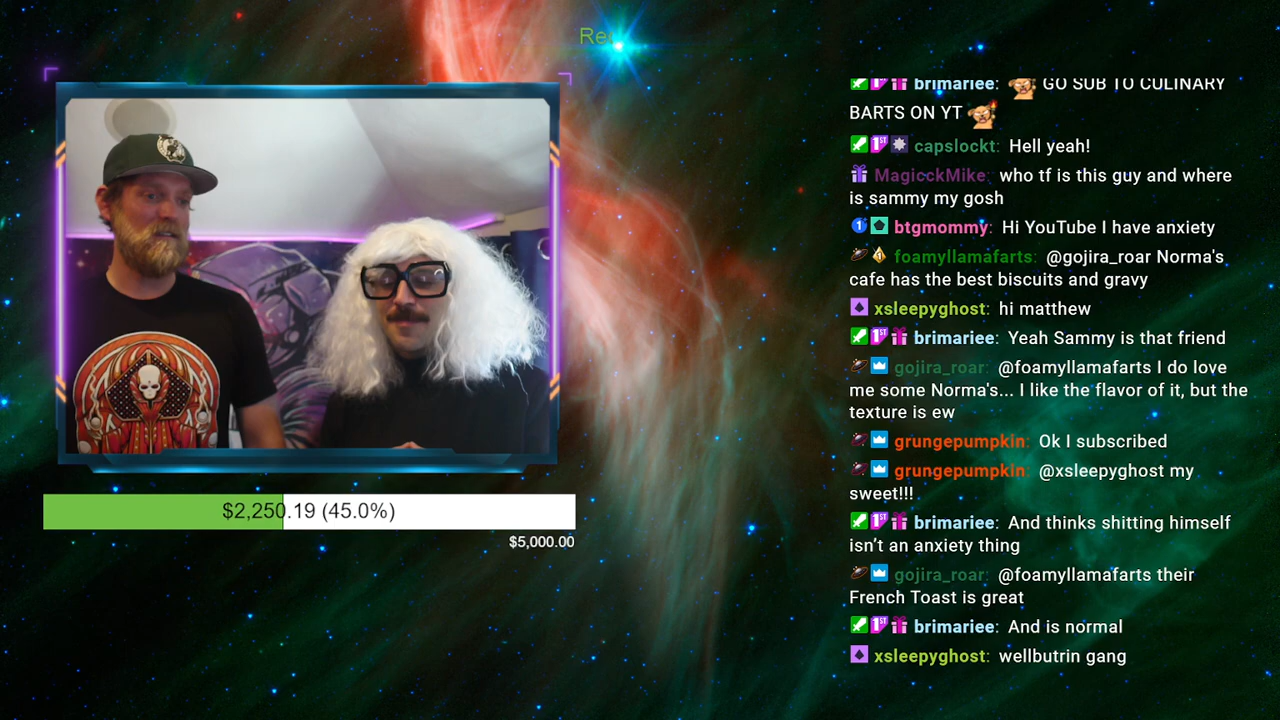 Rec
brimariee: GO SUB TO CULINARY
BARTS ON YT
capslockt: Hell yeah!
MagicckMike: who tf is this guy and where
is sammy my gosh
btgmommy: Hi YouTube I have anxiety
foamyllamafarts: @gojira_roar Norma's
cafe has the best biscuits and gravy
xsleepyghost: hi matthew
brimariee: Yeah Sammy is that friend
gojira_roar: @foamyllamafarts I do love
me some Norma's... I like the flavor of it, but the
texture is ew
grungepumpkin: Ok I subscribed
grungepumpkin: @xsleepyghost my
sweet!!!
brimariee: And thinks shitting himself
isn't an anxiety thing
gojira_roar: @foamyllamafarts their
French Toast is great
brimariee: And is normal
xsleepyghost: wellbutrin gang
$2,250.19 (45.0%)
$5,000.00